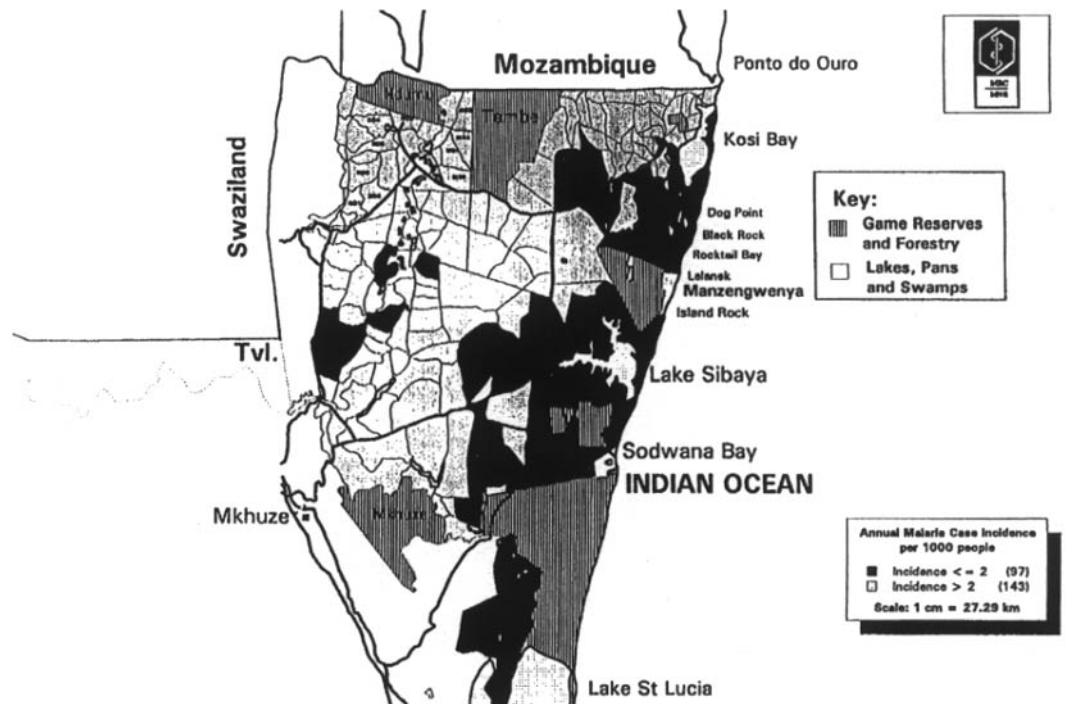 Mozambique
Ponto do Ouro
Ndumu
Tembe
Kosi Bay
Swaziland
Key:
Game Reserves
and Forestry
Lakes, Pans
and Swamps
Dog Point
Black Rock
Rocktail Bay
Lalanek
Manzengwenya
Island Rock
Tvl.
Lake Sibaya
Sodwana Bay
INDIAN OCEAN
Mkhuze
Mkhuze
Annual Malaria Case Incidence
per 1000 people
Incidence < = 2 (97)
Incidence > 2 (143)
Scale: 1 cm = 27.29 km
Lake St Lucia